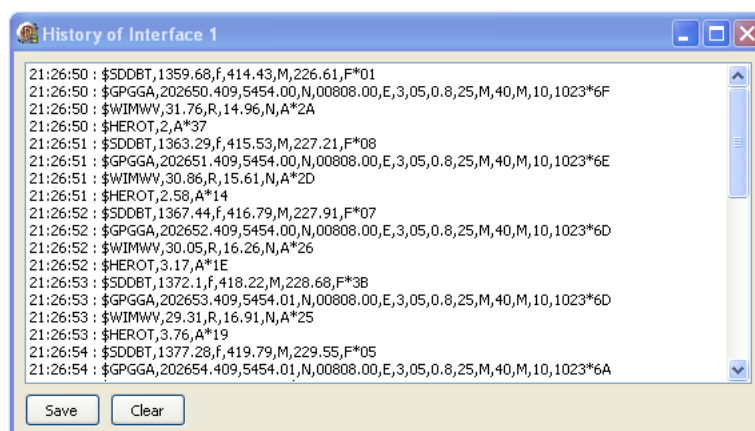 History of Interface 1
21:26:50 : $SDDBT,1359.68,f,414.43,M,226.61,F*01
21:26:50 : $GPGGA,202650.409,5454.00,N,00808.00,E,3,05,0.8,25,M,40,M,10,1023*6F
21:26:50 : $WIMWV,31.76,R,14.96,N,A*2A
21:26:50 : $HEROT,2,A*37
21:26:51 : $SDDBT,1363.29,f,415.53,M,227.21,F*08
21:26:51 : $GPGGA,202651.409,5454.00,N,00808.00,E,3,05,0.8,25,M,40,M,10,1023*6E
21:26:51 : $WIMWV,30.86,R,15.61,N,A*2D
21:26:51 : $HEROT,2.58,A*14
21:26:52 : $SDDBT,1367.44,f,416.79,M,227.91,F*07
21:26:52 : $GPGGA,202652.409,5454.00,N,00808.00,E,3,05,0.8,25,M,40,M,10,1023*6D
21:26:52 : $WIMWV,30.05,R,16.26,N,A*26
21:26:52 : $HEROT,3.17,A*1E
21:26:53 : $SDDBT,1372.1,f,418.22,M,228.68,F*3B
21:26:53 : $GPGGA,202653.409,5454.01,N,00808.00,E,3,05,0.8,25,M,40,M,10,1023*6D
21:26:53 : $WIMWV,29.31,R,16.91,N,A*25
21:26:53 : $HEROT,3.76,A*19
21:26:54 : $SDDBT,1377.28,f,419.79,M,229.55,F*05
21:26:54 : $GPGGA,202654.409,5454.01,N,00808.00,E,3,05,0.8,25,M,40,M,10,1023*6A
Save Clear